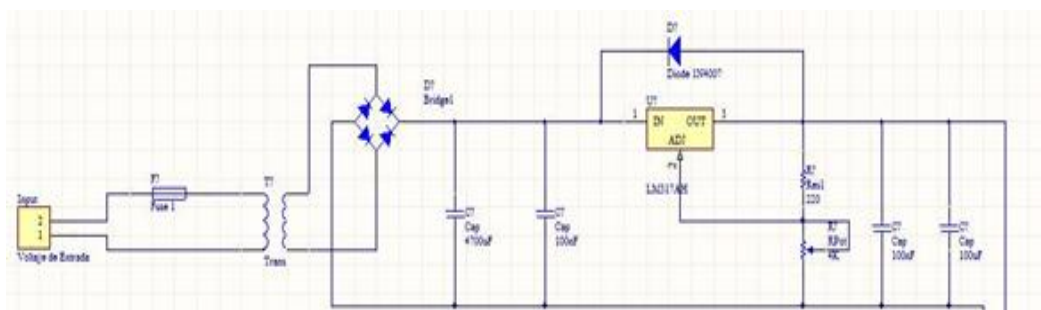 D?
Diode 1N4007
D?
Bridge1
U?
1
IN
OUT
3
ADJ
LM317AH
F?
Fuse 1
T?
Trans
Input
2
1
Voltaje de Entrada
C?
Cap
4700uF
C?
Cap
100nF
R?
Res1
220
R?
RPot
4K
C?
Cap
100uF
C?
Cap
100uF